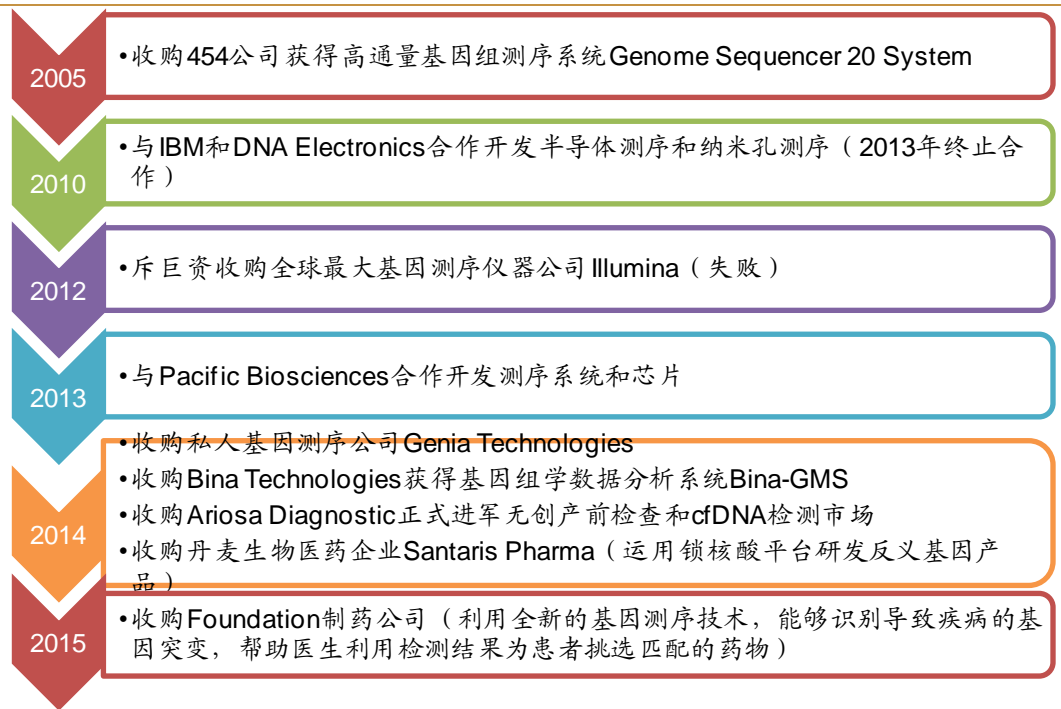 2005
•收购454公司获得高通量基因组测序系统Genome Sequencer 20 System
2010
•与IBM和DNA Electronics合作开发半导体测序和纳米孔测序（2013年终止合
作）
2012
•斥巨资收购全球最大基因测序仪器公司Illumina（失败）
2013
•与Pacific Biosciences合作开发测序系统和芯片
2014
•收购私人基因测序公司Genia Technologies
•收购Bina Technologies获得基因组学数据分析系统Bina-GMS
•收购Ariosa Diagnostic正式进军无创产前检查和cfDNA检测市场
•收购丹麦生物医药企业Santaris Pharma（运用锁核酸平台研发反义基因产
品）
2015
•收购Foundation制药公司（利用全新的基因测序技术，能够识别导致疾病的基
因突变，帮助医生利用检测结果为患者挑选匹配的药物）